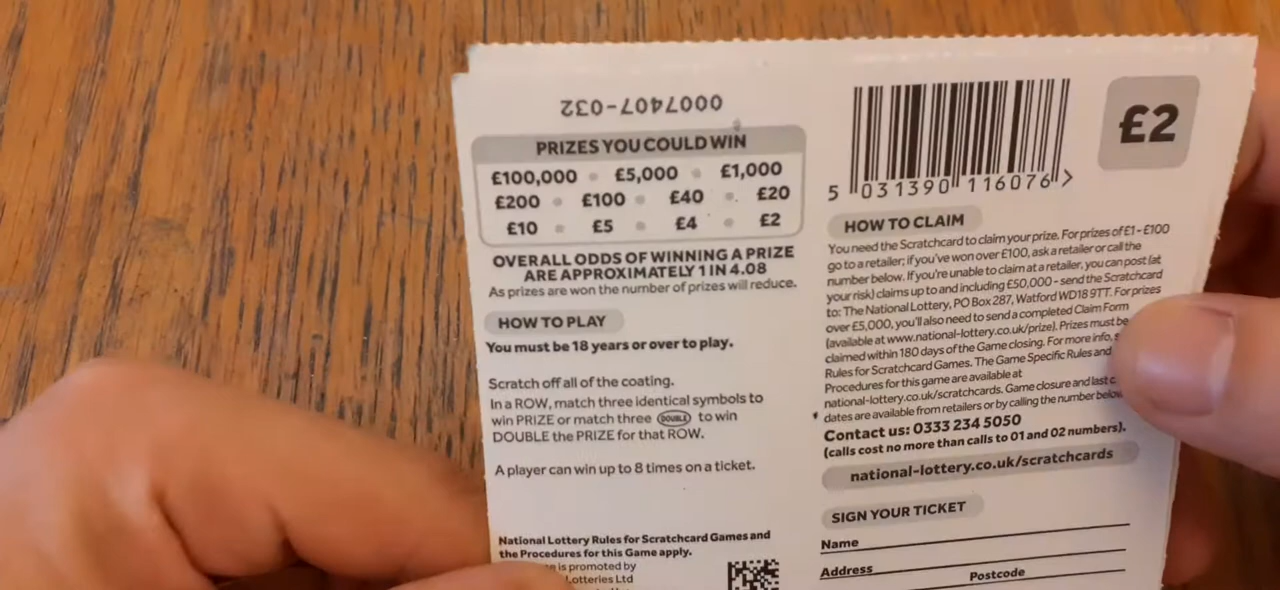 0007407-032
PRIZES YOU COULD WIN
£100,000 • £5,000 • £1,000
£200 • £100 • £40 • £20
£10 • £5 • £4 • £2
OVERALL ODDS OF WINNING A PRIZE
ARE APPROXIMATELY 1 IN 4.08
As prizes are won the number of prizes will reduce.
HOW TO PLAY
You must be 18 years or over to play.
Scratch off all of the coating.
In a ROW, match three identical symbols to
win PRIZE or match three DOUBLE to win
DOUBLE the PRIZE for that ROW.
A player can win up to 8 times on a ticket.
National Lottery Rules for Scratchcard Games and
the Procedures for this Game apply.
is promoted by
Lotteries Ltd
5 031390 116076 >
£2
HOW TO CLAIM
You need the Scratchcard to claim your prize. For prizes of £1 - £100
go to a retailer; if you've won over £100, ask a retailer or call the
number below. If you're unable to claim at a retailer, you can post (at
your risk) claims up to and including £50,000 - send the Scratchcard
to: The National Lottery, PO Box 287, Watford WD18 9TT. For prizes
over £5,000, you'll also need to send a completed Claim Form
(available at www.national-lottery.co.uk/prize). Prizes must be
claimed within 180 days of the Game closing. For more info,
Rules for Scratchcard Games. The Game Specific Rules and
Procedures for this game are available at
national-lottery.co.uk/scratchcards. Game closure and last
dates are available from retailers or by calling the number below
Contact us: 0333 234 5050
(calls cost no more than calls to 01 and 02 numbers).
national-lottery.co.uk/scratchcards
SIGN YOUR TICKET
Name
Address
Postcode